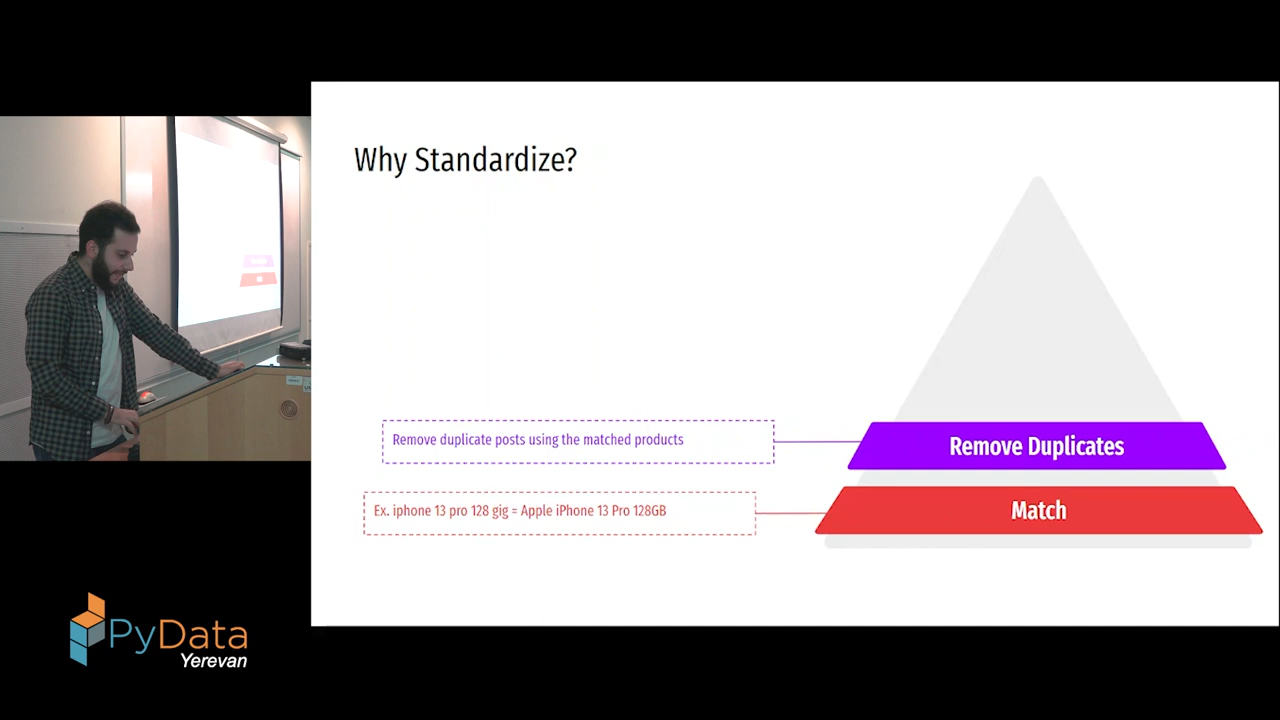 Why Standardize?
Remove duplicate posts using the matched products
Remove Duplicates
Ex. iphone 13 pro 128 gig = Apple iPhone 13 Pro 128GB
Match
PyData
Yerevan